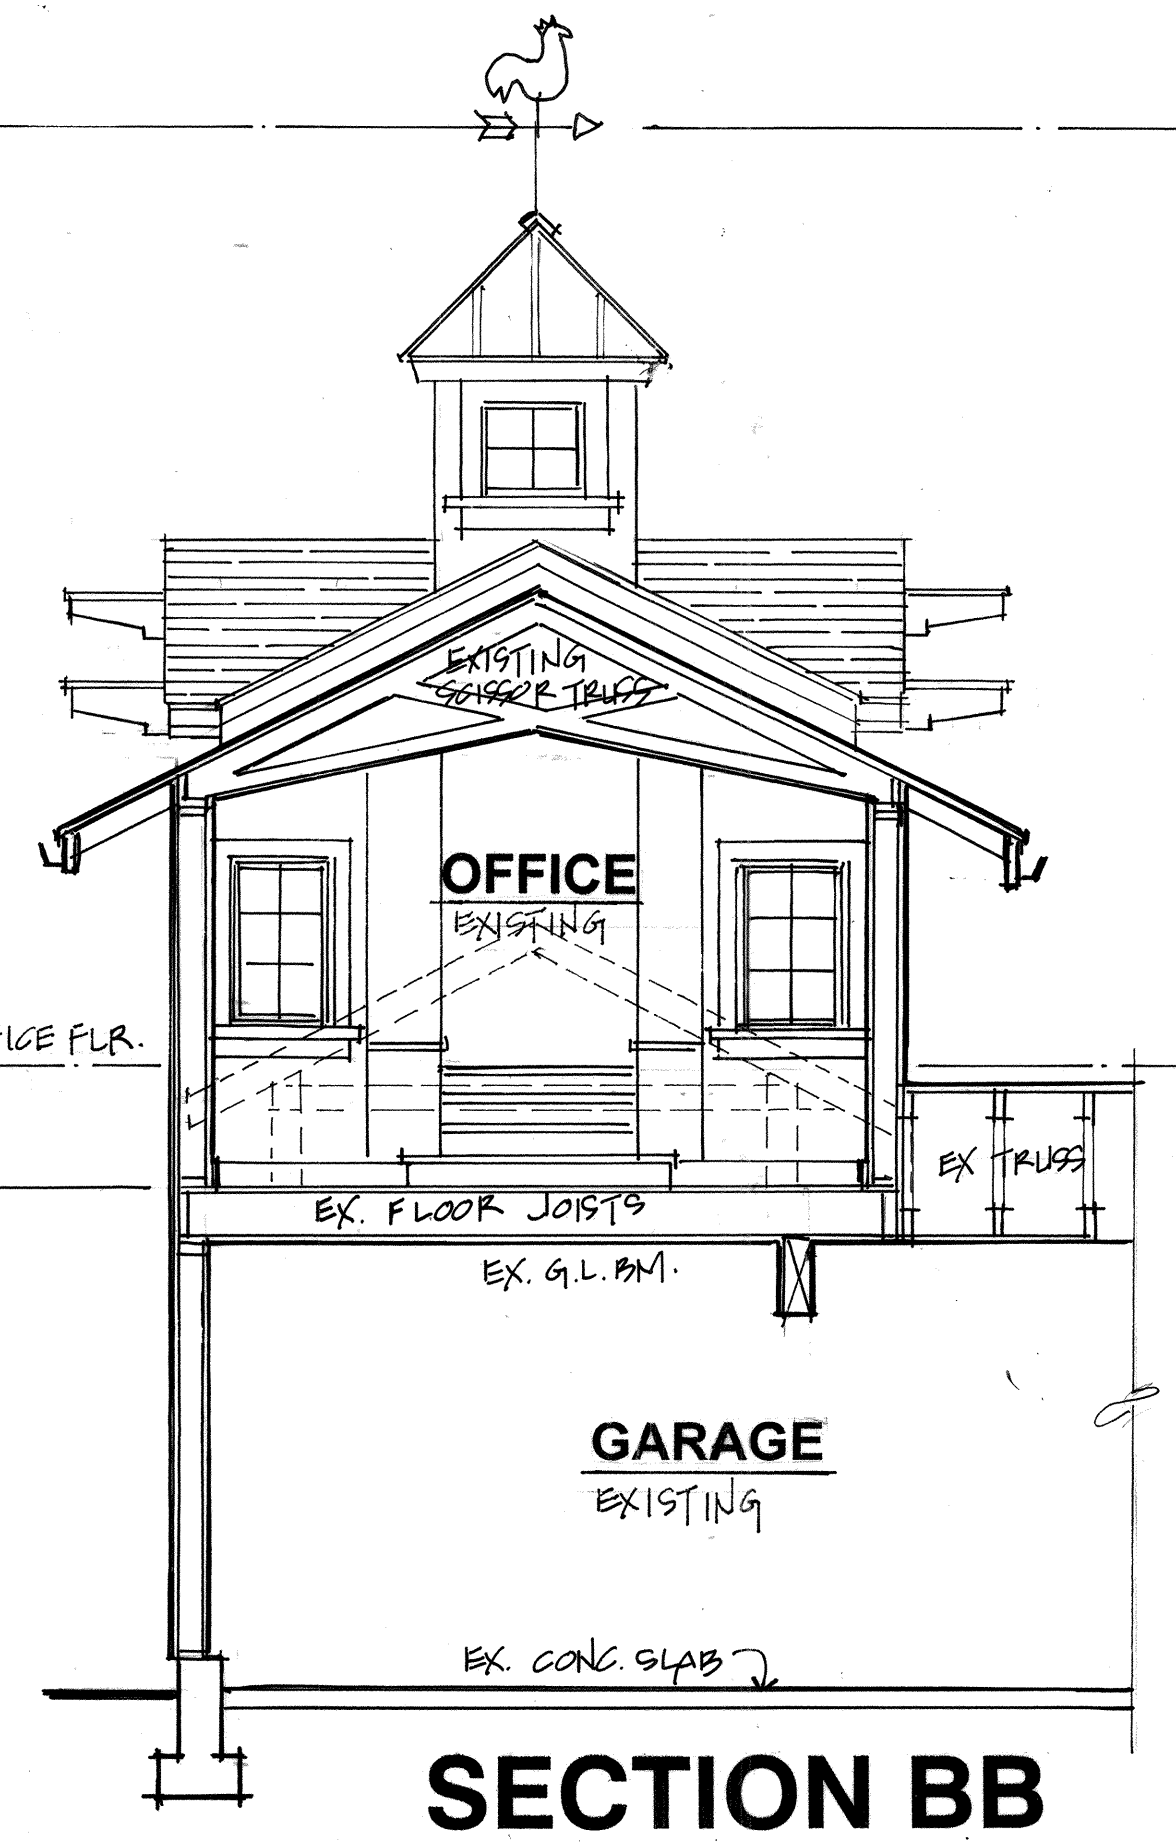 EXISTING
SCISSOR TRUSS
OFFICE
EXISTING
ICE FLR.
EX TRUSS
EX. FLOOR JOISTS
EX. G.L. BM.
GARAGE
EXISTING
EX. CONC. SLAB
SECTION BB